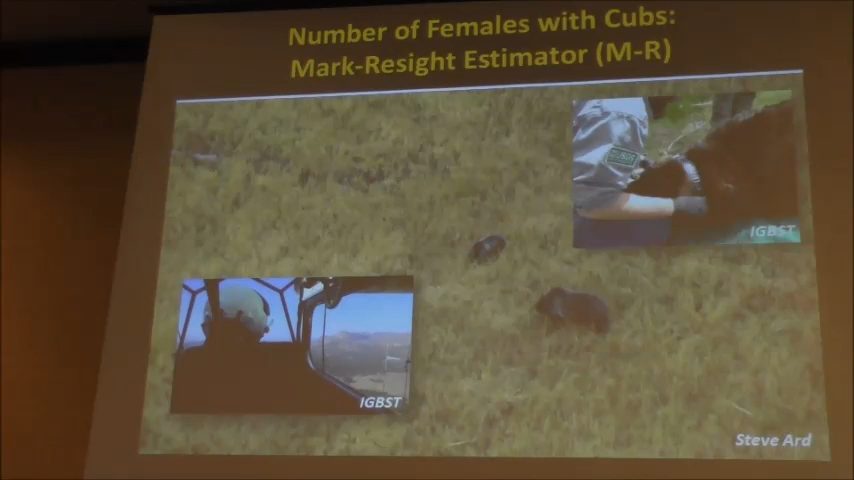 Number of Females with Cubs:
Mark-Resight Estimator (M-R)
IGBST
IGBST
Steve Ard